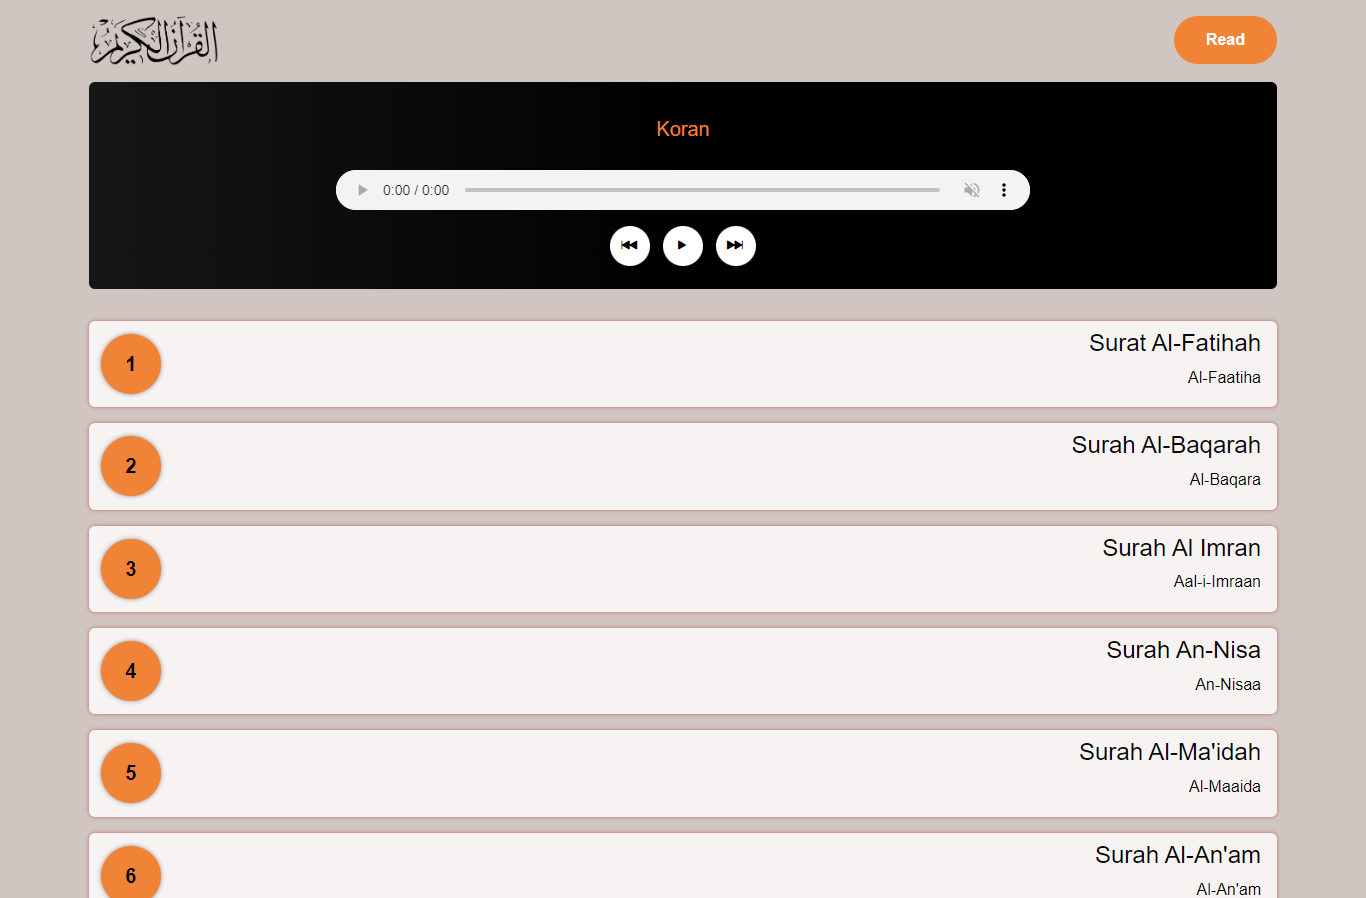 القرآن الكريم
Read
Koran
0:00 / 0:00
1
Surat Al-Fatihah
Al-Faatiha
2
Surah Al-Baqarah
Al-Baqara
3
Surah Al Imran
Aal-i-Imraan
4
Surah An-Nisa
An-Nisaa
5
Surah Al-Ma'idah
Al-Maaida
6
Surah Al-An'am
Al-An'am